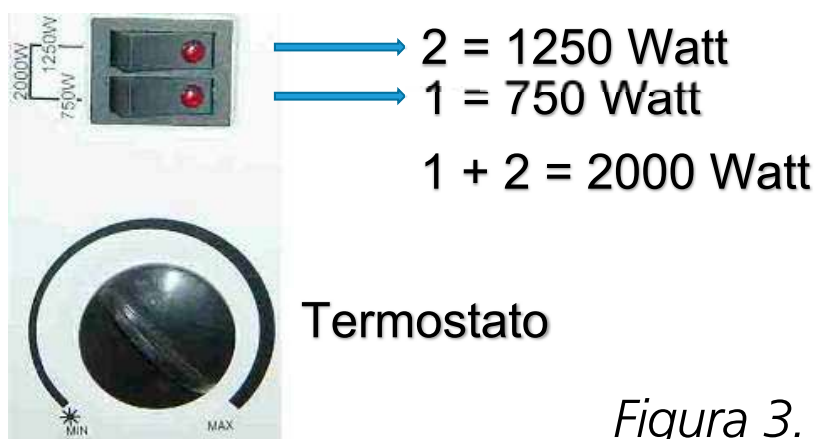 1250W
2000W
750W
2 = 1250 Watt
1 = 750 Watt
1 + 2 = 2000 Watt
Termostato
MIN
MAX
Figura 3.